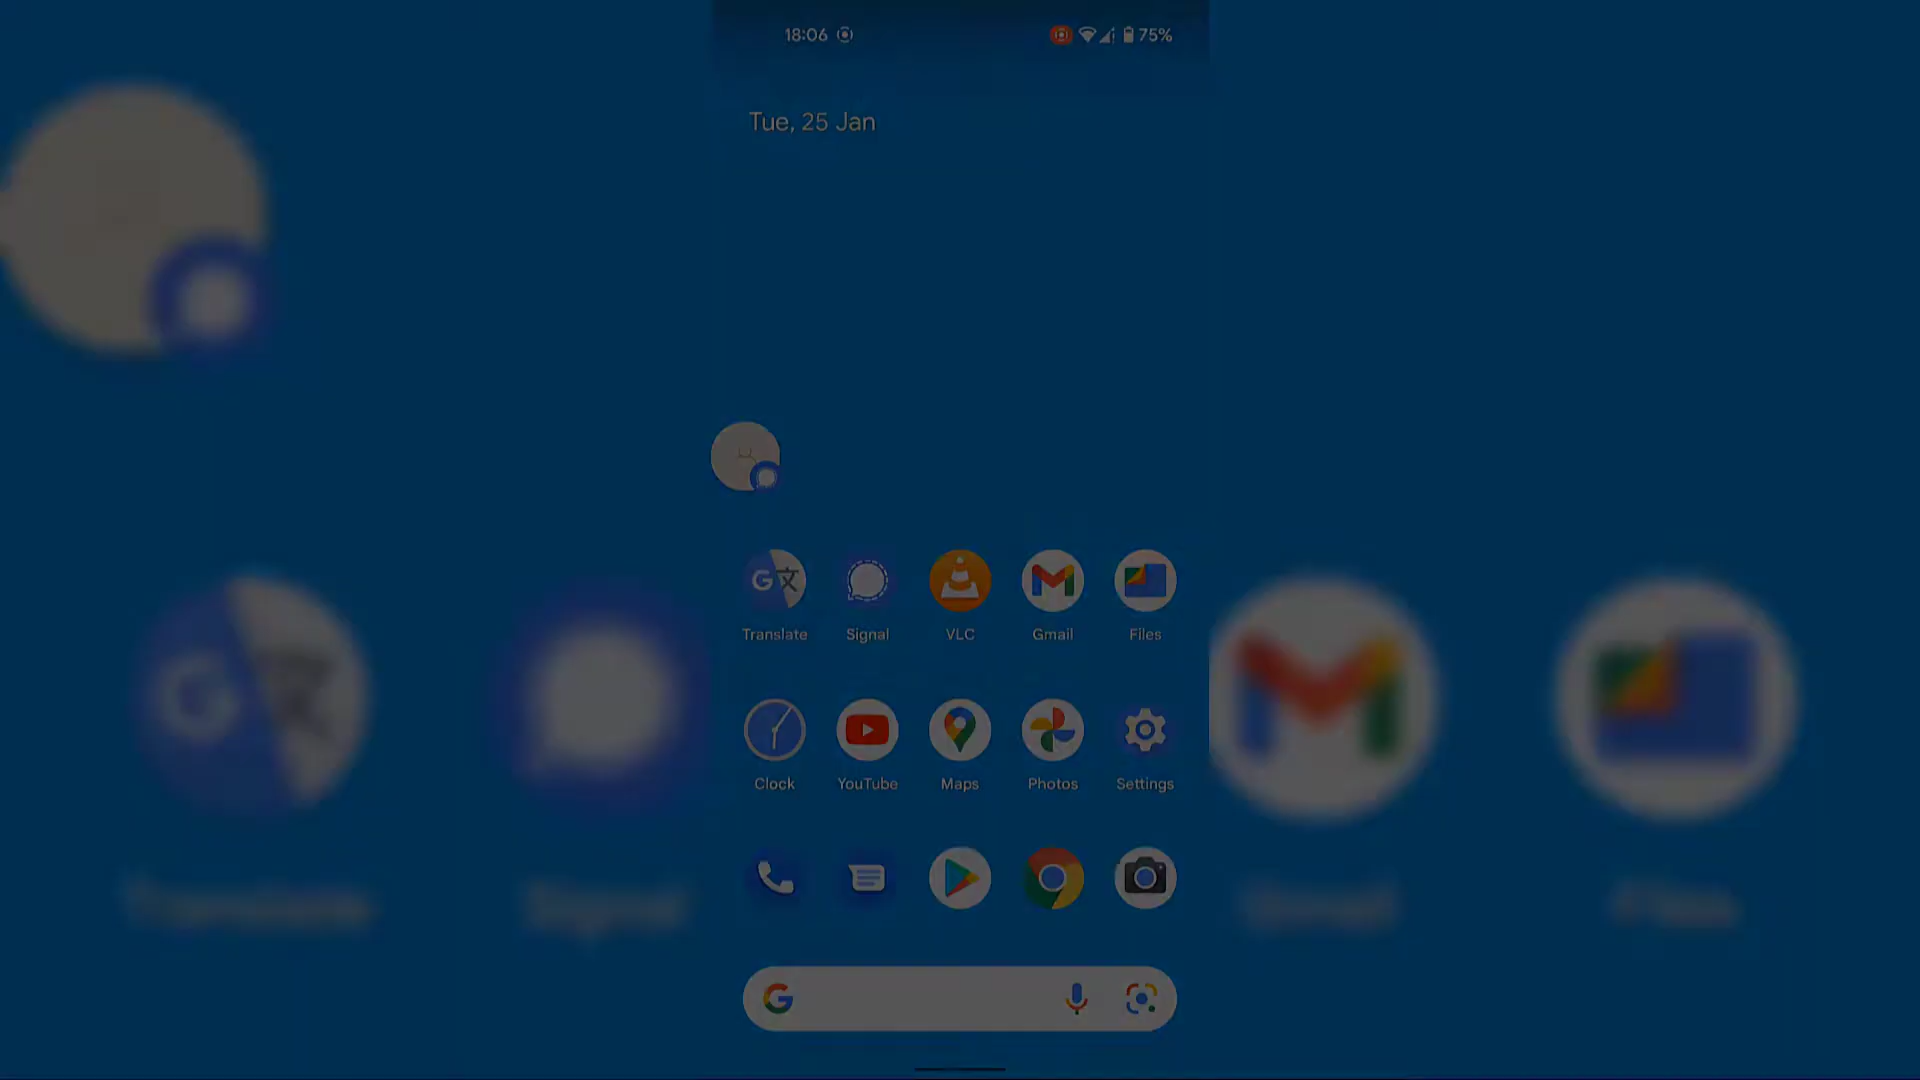 18:06 75%
Tue, 25 Jan
Translate Signal VLC Gmail Files
Clock YouTube Maps Photos Settings